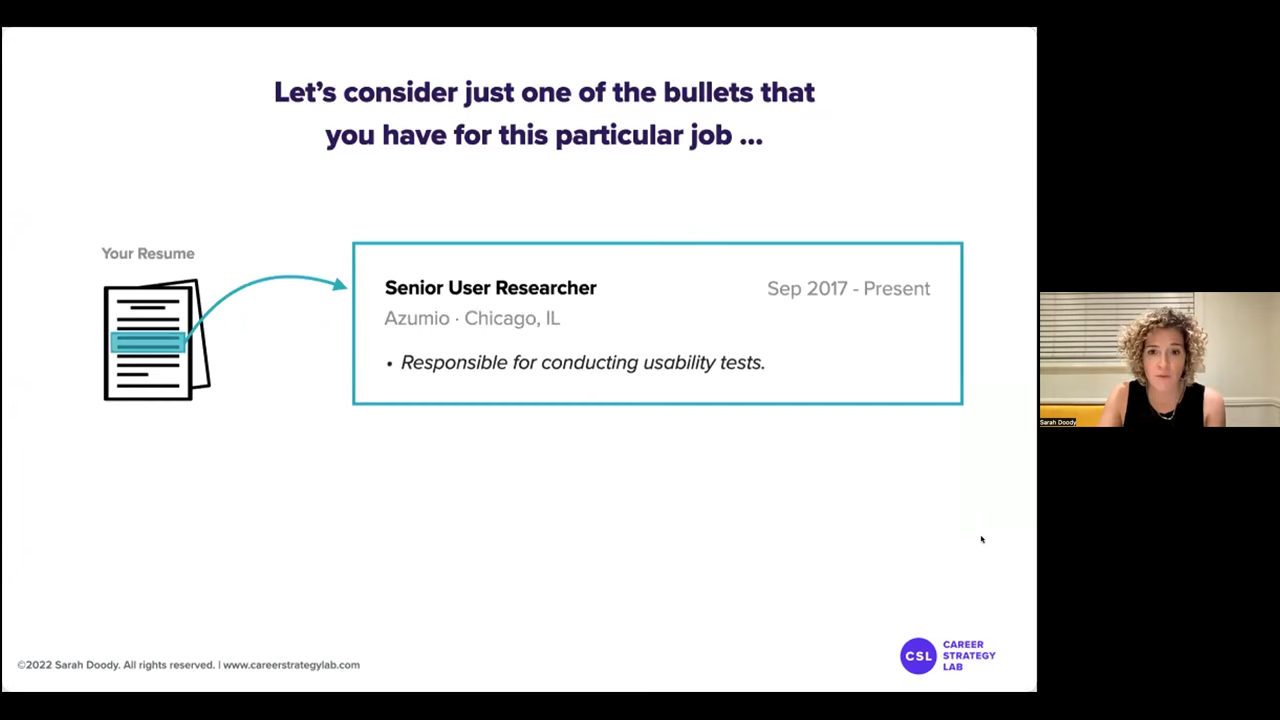 Let's consider just one of the bullets that
you have for this particular job ...
Your Resume
Senior User Researcher
Sep 2017 - Present
Azumio · Chicago, IL
• Responsible for conducting usability tests.
Sarah Doody
©2022 Sarah Doody. All rights reserved. | www.careerstrategylab.com
CSL
CAREER
STRATEGY
LAB